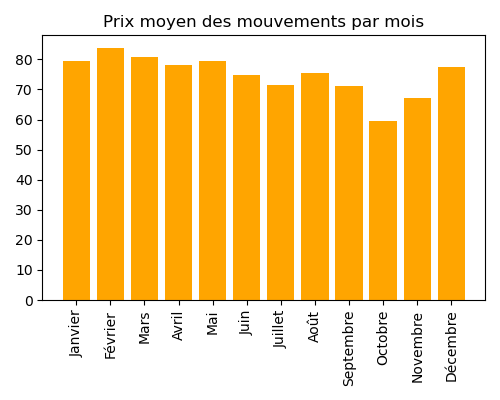 Prix moyen des mouvements par mois
80
70
60
50
40
30
20
10
0
Janvier
Février
Mars
Avril
Mai
Juin
Juillet
Août
Septembre
Octobre
Novembre
Décembre